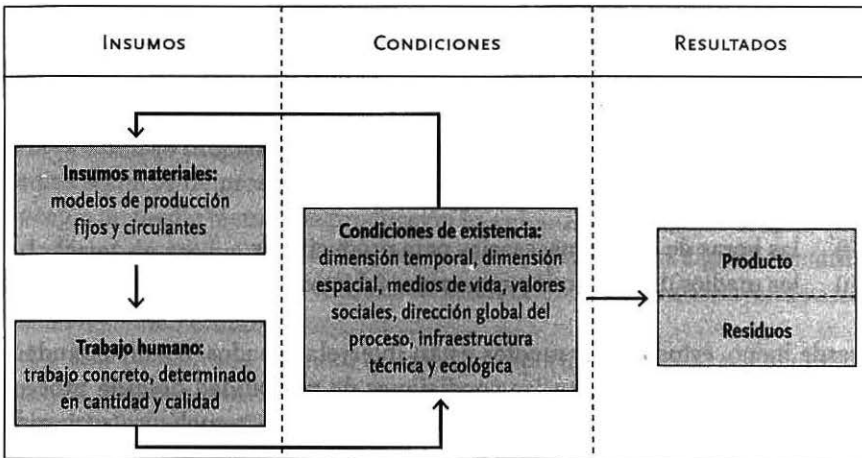 INSUMOS
CONDICIONES
RESULTADOS
Insumos materiales:
modelos de producción
fijos y circulantes
Trabajo humano:
trabajo concreto, determinado
en cantidad y calidad
Condiciones de existencia:
dimensión temporal, dimensión
espacial, medios de vida, valores
sociales, dirección global del
proceso, infraestructura
técnica y ecológica
Producto
Residuos